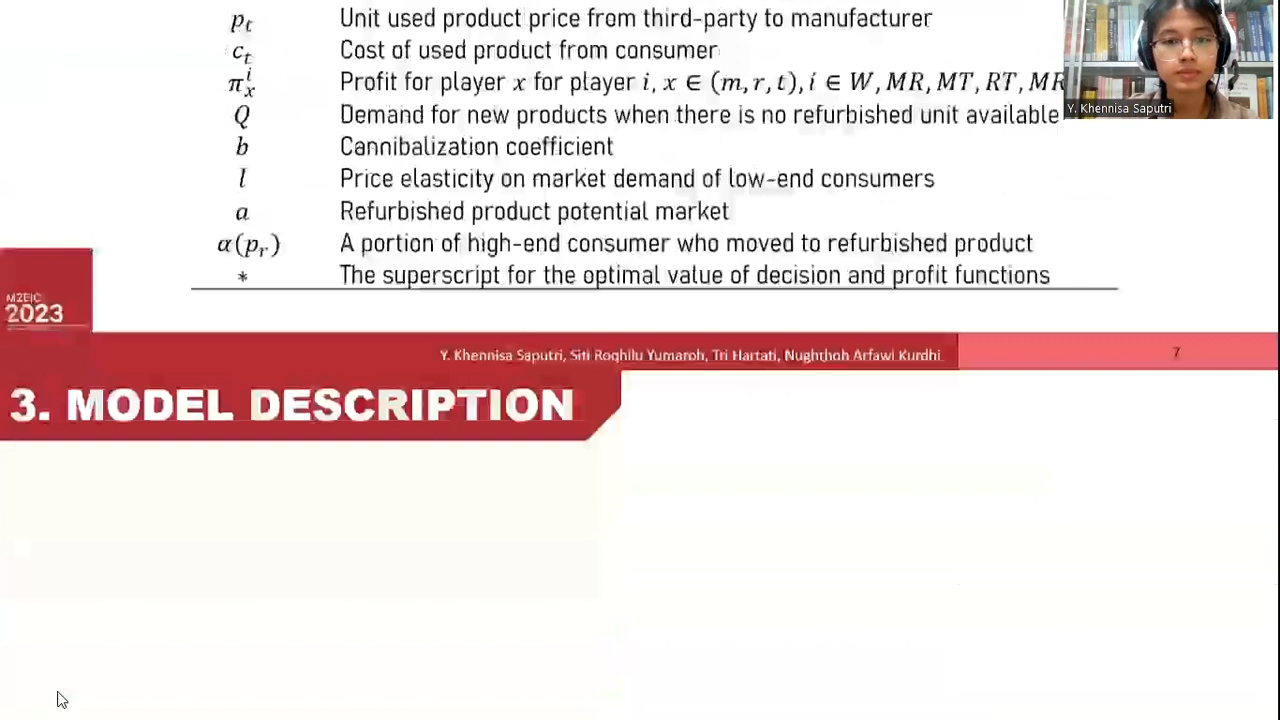 p_t Unit used product price from third-party to manufacturer
c_t Cost of used product from consumer
π_x^i Profit for player x for player i, x ∈ (m, r, t), i ∈ W, MR, MT, RT, MR
Y. Khennisa Saputri
Q Demand for new products when there is no refurbished unit available
b Cannibalization coefficient
l Price elasticity on market demand of low-end consumers
a Refurbished product potential market
α(p_r) A portion of high-end consumer who moved to refurbished product
* The superscript for the optimal value of decision and profit functions
MZEIC
2023
Y. Khennisa Saputri, Siti Roghilu Yumaroh, Tri Hartati, Nughthoh Arfawi Kurdhi
7
3. MODEL DESCRIPTION